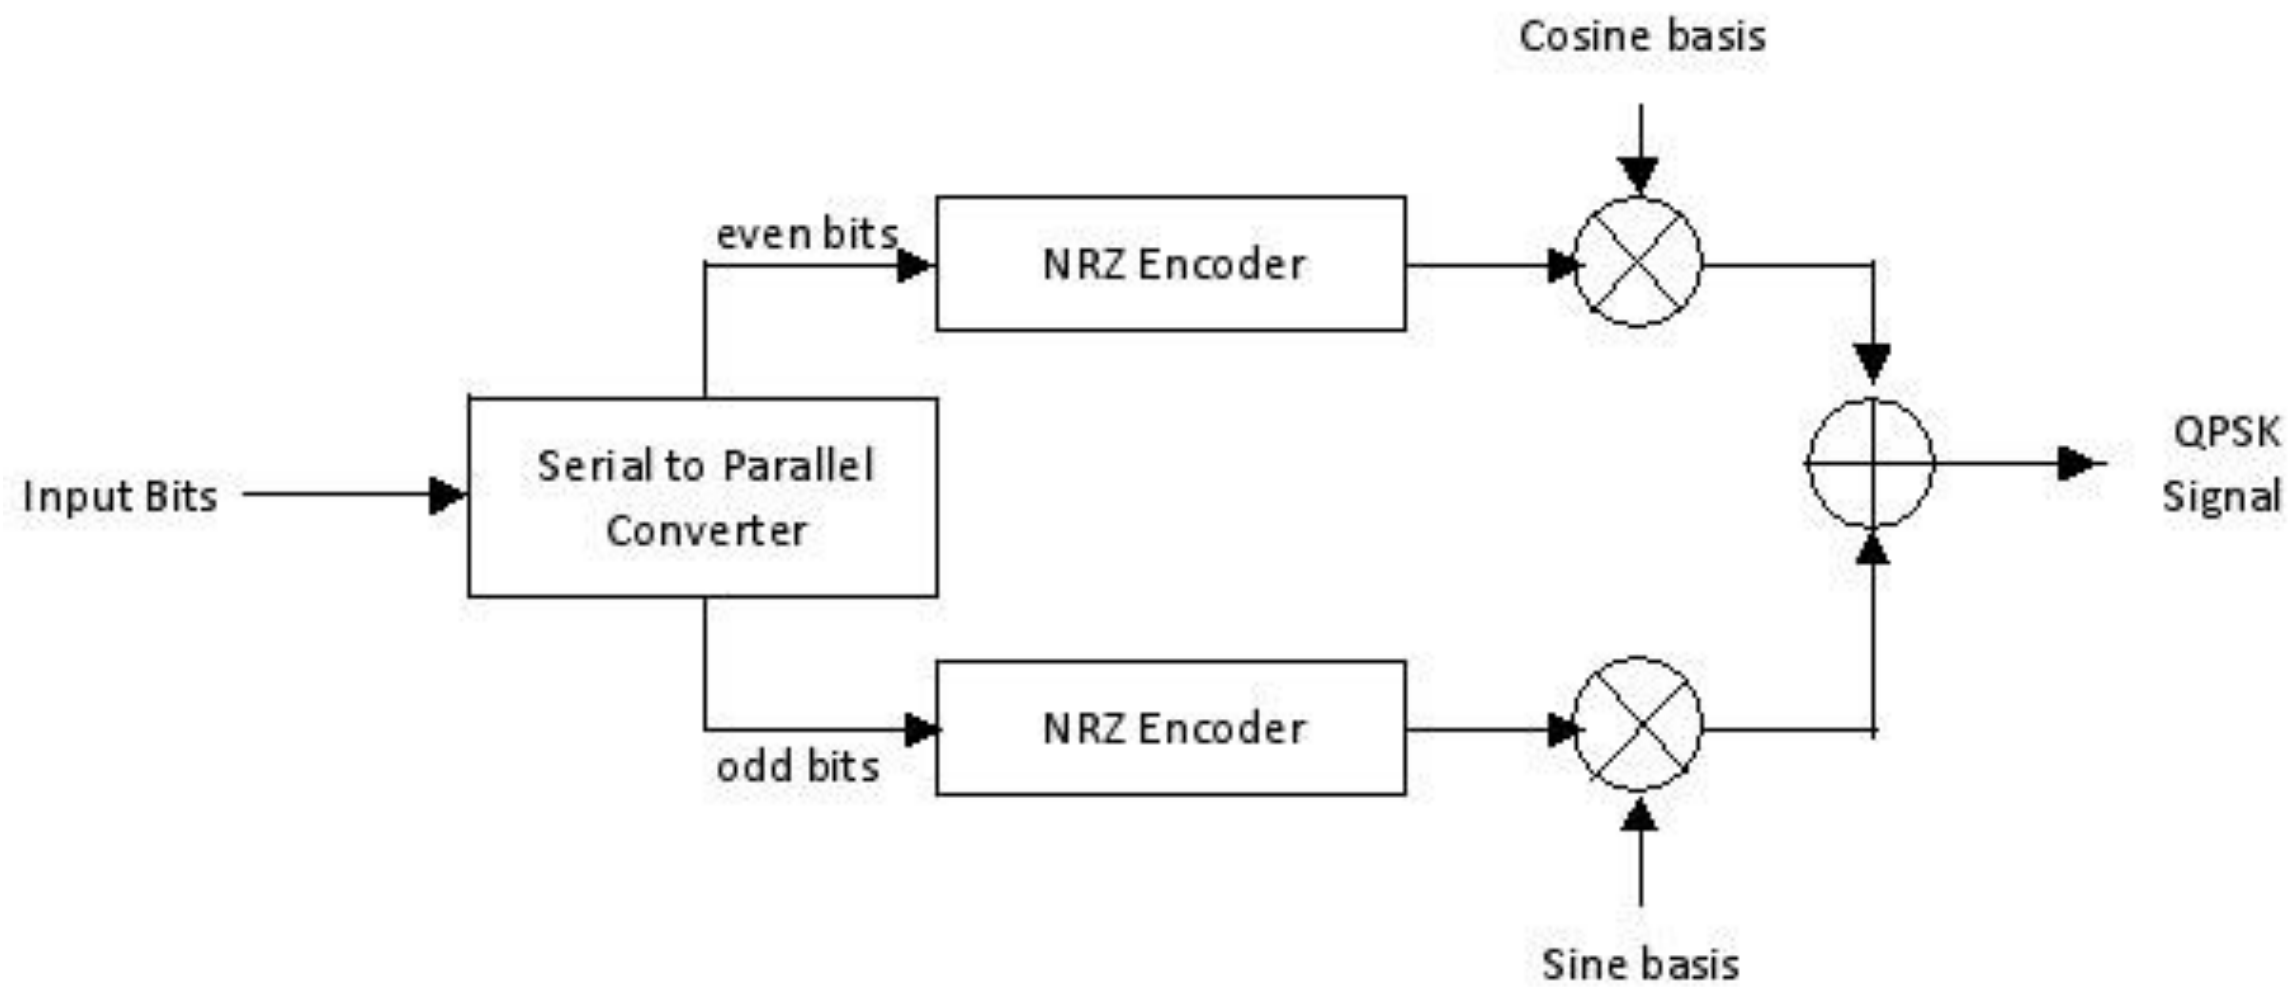 Cosine basis
even bits
NRZ Encoder
Input Bits
Serial to Parallel
Converter
QPSK
Signal
NRZ Encoder
odd bits
Sine basis